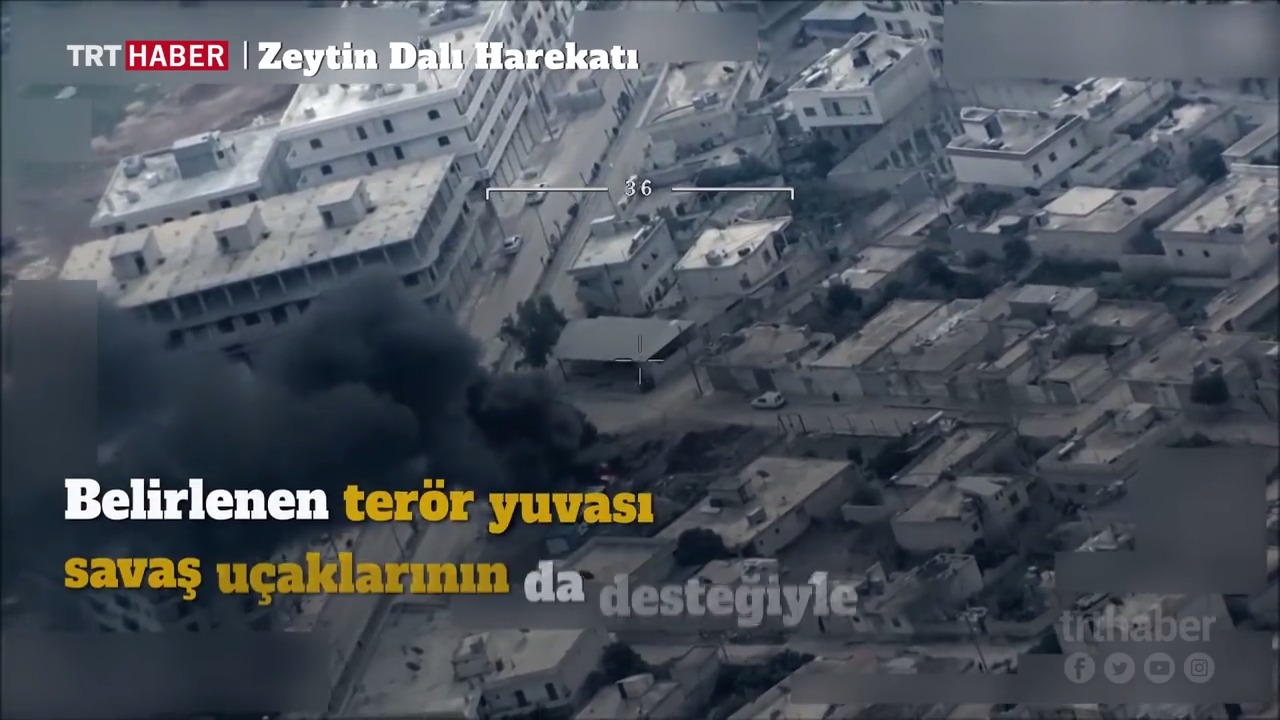 TRT HABER | Zeytin Dalı Harekatı
36
Belirlenen terör yuvası
savaş uçaklarının da desteğiyle
trthaber